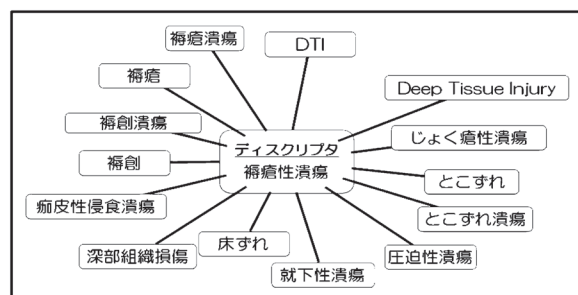 褥瘡潰瘍
DTI
褥瘡
Deep Tissue Injury
褥創潰瘍
じょく瘡性潰瘍
ディスクリプタ
褥瘡性潰瘍
褥創
とこずれ
痂皮性侵食潰瘍
とこずれ潰瘍
床ずれ
深部組織損傷
圧迫性潰瘍
就下性潰瘍